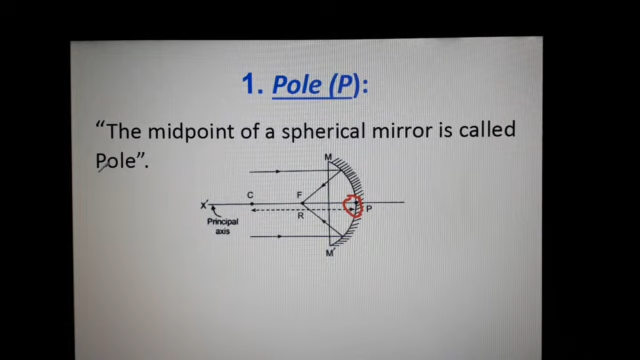 1. Pole (P):
“The midpoint of a spherical mirror is called
Pole”.
M
C F
X' P
R
Principal
axis
M'